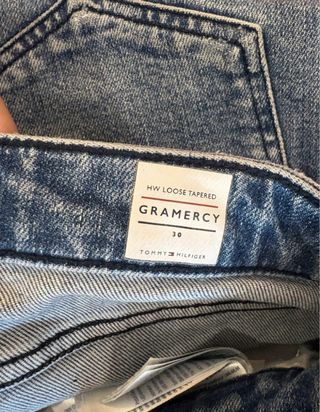 HW LOOSE TAPERED
GRAMERCY
30
TOMMY HILFIGER